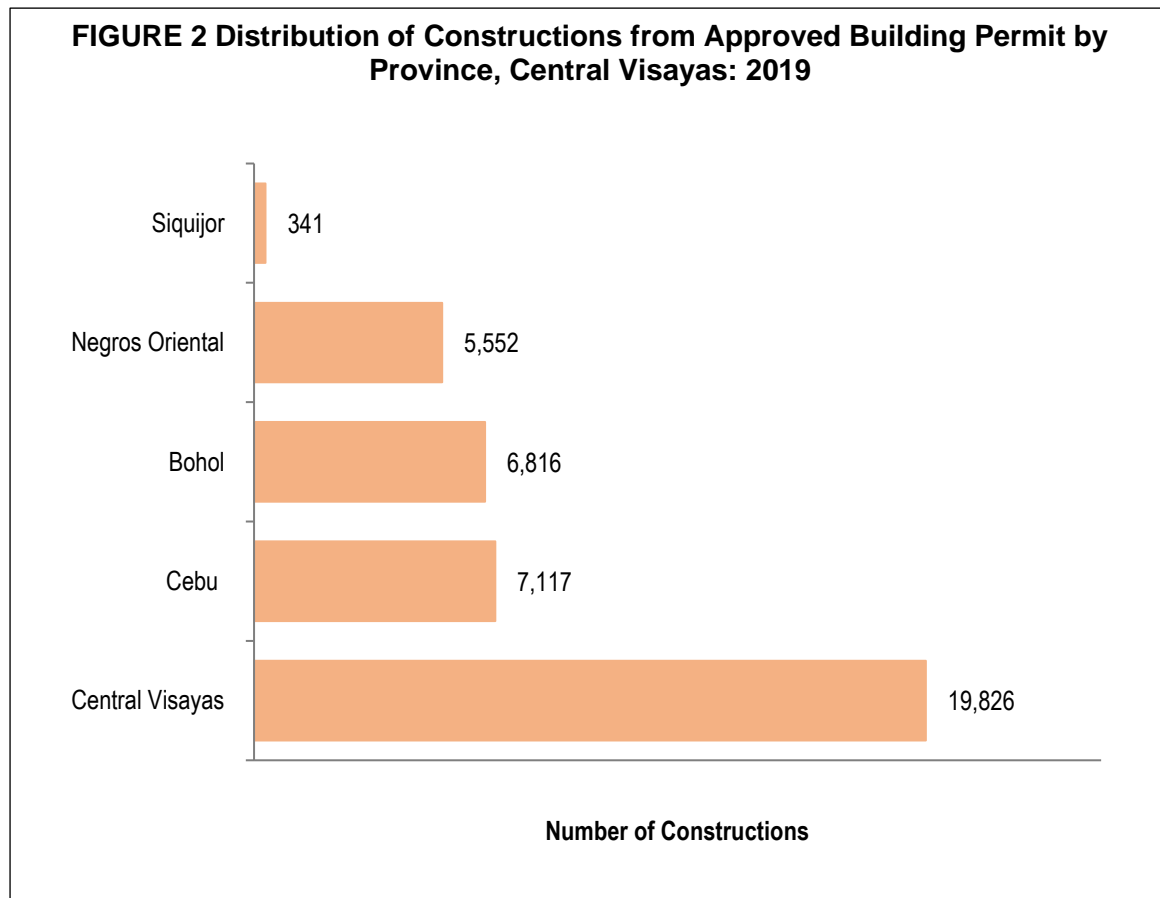 FIGURE 2 Distribution of Constructions from Approved Building Permit by
Province, Central Visayas: 2019
Siquijor
341
Negros Oriental
5,552
Bohol
6,816
Cebu
7,117
Central Visayas
19,826
Number of Constructions